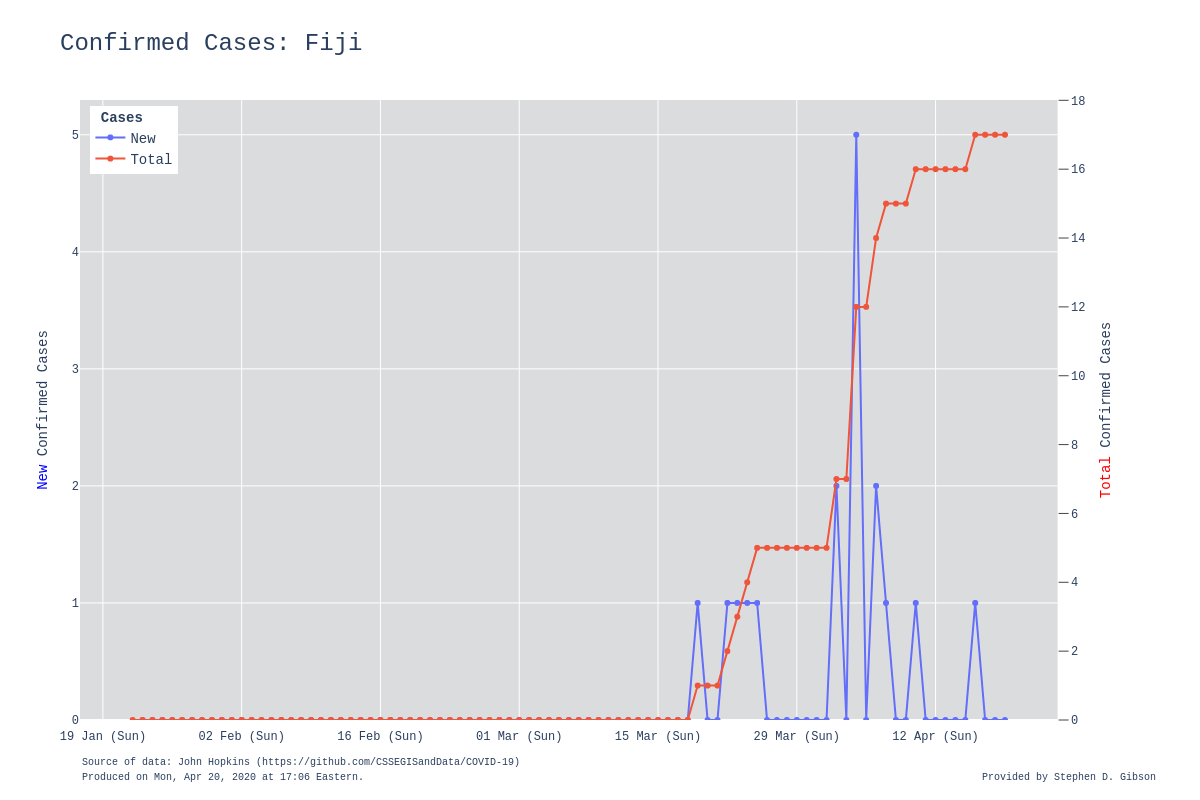 Confirmed Cases: Fiji
Cases
New
Total
5
4
3
2
1
0
18
16
14
12
10
8
6
4
2
0
New Confirmed Cases
Total Confirmed Cases
19 Jan (Sun)
02 Feb (Sun)
16 Feb (Sun)
01 Mar (Sun)
15 Mar (Sun)
29 Mar (Sun)
12 Apr (Sun)
Source of data: John Hopkins (https://github.com/CSSEGISandData/COVID-19)
Produced on Mon, Apr 20, 2020 at 17:06 Eastern.
Provided by Stephen D. Gibson